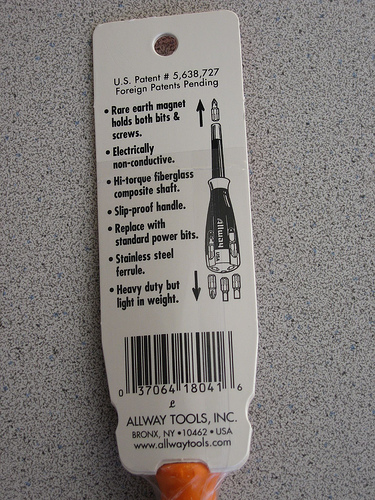 U.S. Patent # 5,638,727
Foreign Patents Pending
• Rare earth magnet
holds both bits &
screws.
• Electrically
non-conductive.
• Hi-torque fiberglass
composite shaft.
• Slip-proof handle.
• Replace with
standard power bits.
• Stainless steel
ferrule.
• Heavy duty but
light in weight.
Allway
0 37064 18041 6
ALLWAY TOOLS, INC.
BRONX, NY • 10462 • USA
www.allwaytools.com